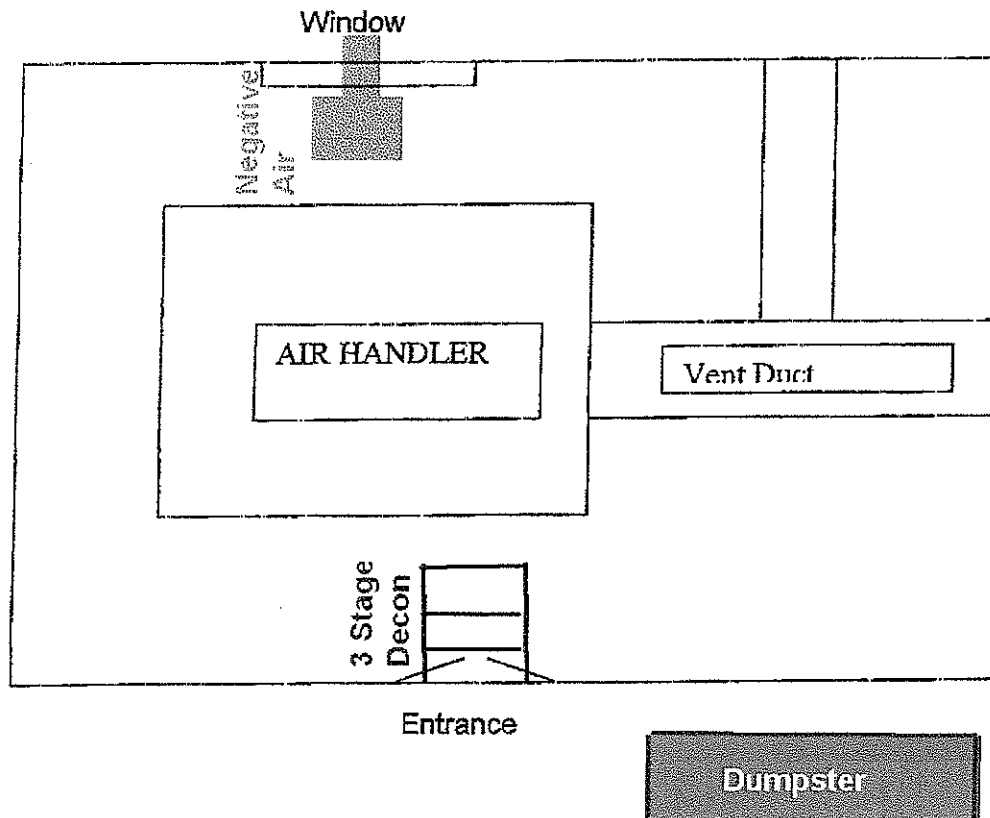 Window
Negative
Air
AIR HANDLER
Vent Duct
3 Stage
Decon
Entrance
Dumpster